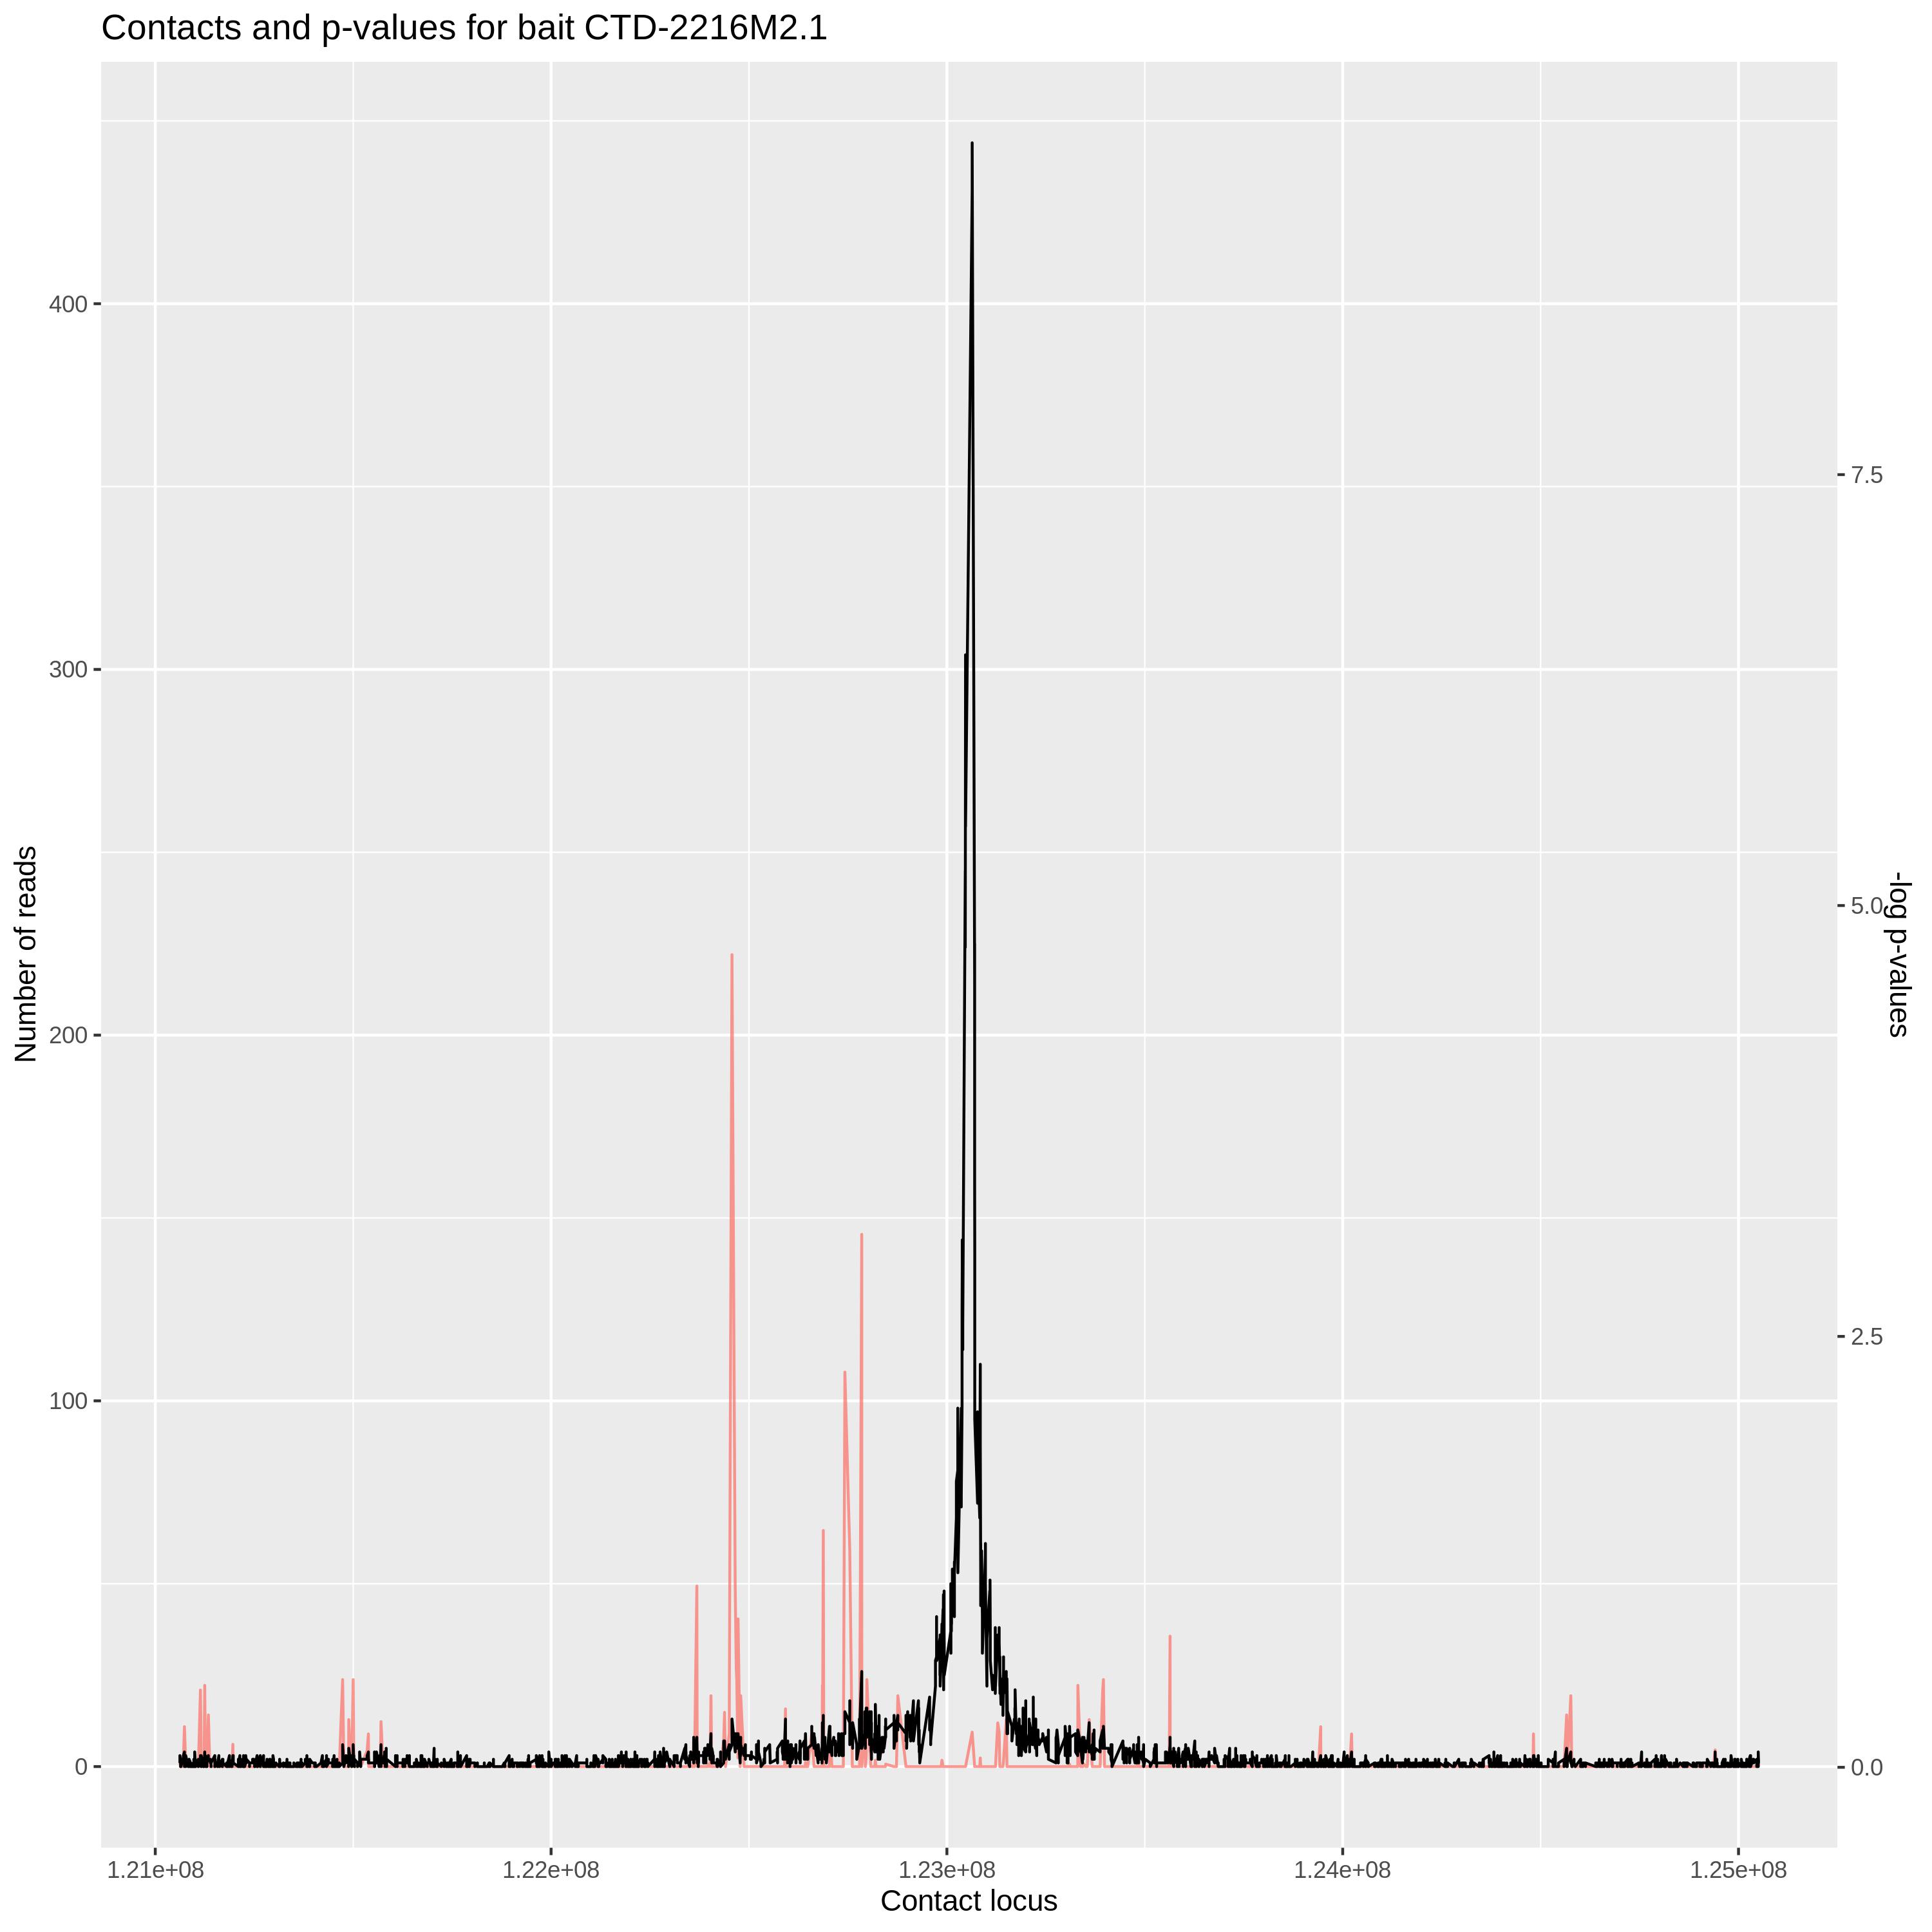 Contacts and p-values for bait CTD-2216M2.1
400
300
200
100
0
Number of reads
7.5
5.0
2.5
0.0
-log p-values
1.21e+08 1.22e+08 1.23e+08 1.24e+08 1.25e+08
Contact locus